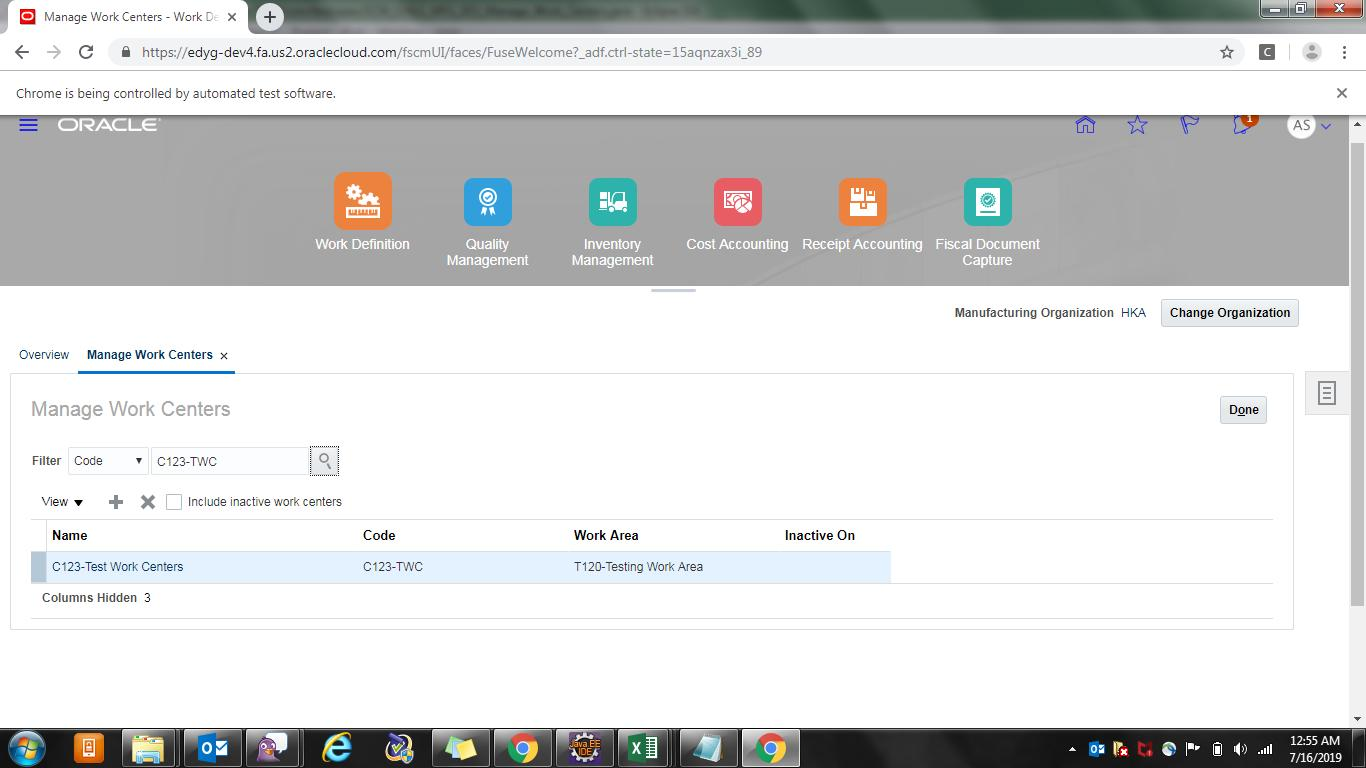 Manage Work Centers - Work De
https://edyg-dev4.fa.us2.oraclecloud.com/fscmUI/faces/FuseWelcome?_adf.ctrl-state=15aqnzax3i_89
C
Chrome is being controlled by automated test software.
ORACLE
1
AS
Work Definition
Quality Management
Inventory Management
Cost Accounting
Receipt Accounting
Fiscal Document Capture
Manufacturing Organization HKA
Change Organization
Overview
Manage Work Centers
Manage Work Centers
Done
Filter Code C123-TWC
View
Include inactive work centers
Name Code Work Area Inactive On
C123-Test Work Centers C123-TWC T120-Testing Work Area
Columns Hidden 3
Java EE
IDE
12:55 AM
7/16/2019